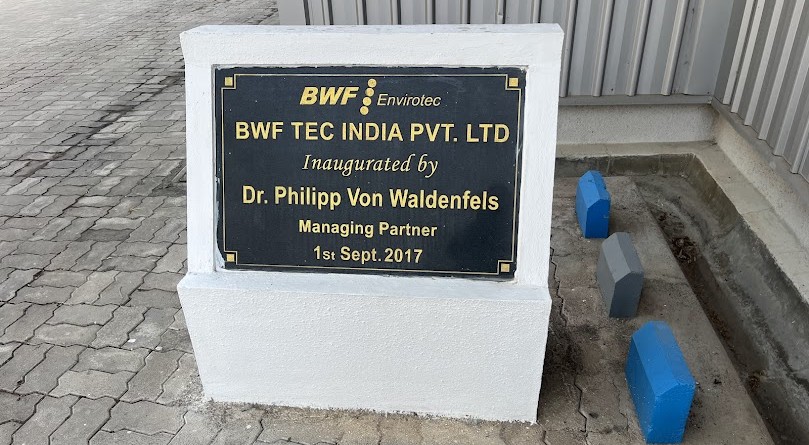 BWF Envirotec
BWF TEC INDIA PVT. LTD
Inaugurated by
Dr. Philipp Von Waldenfels
Managing Partner
1st Sept. 2017